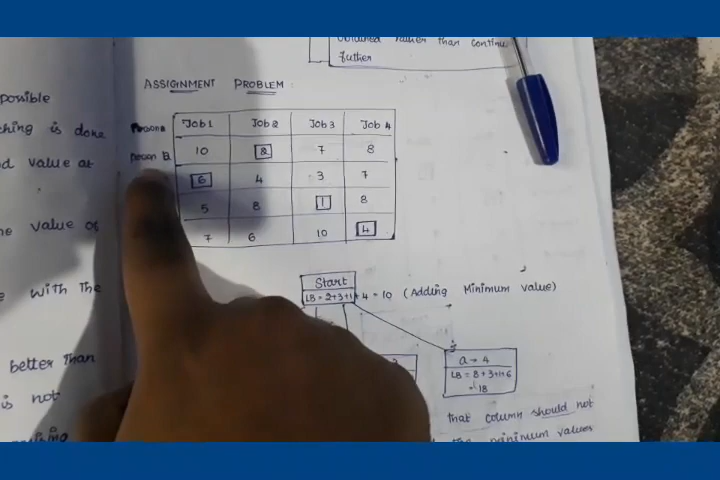 obtained rather than continue
further
ASSIGNMENT PROBLEM
Job 1 Job 2 Job 3 Job 4
Person a 10 8 7 8
Person B 6 4 3 7
5 8 1 8
7 6 10 4
Start
LB = 2+3+1+4 = 10 (Adding Minimum value)
a → 4
LB = 8+3+1+6
= 18
that column should not
minimum values
possible
ching is done
d value at
value of
with the
better than
is not